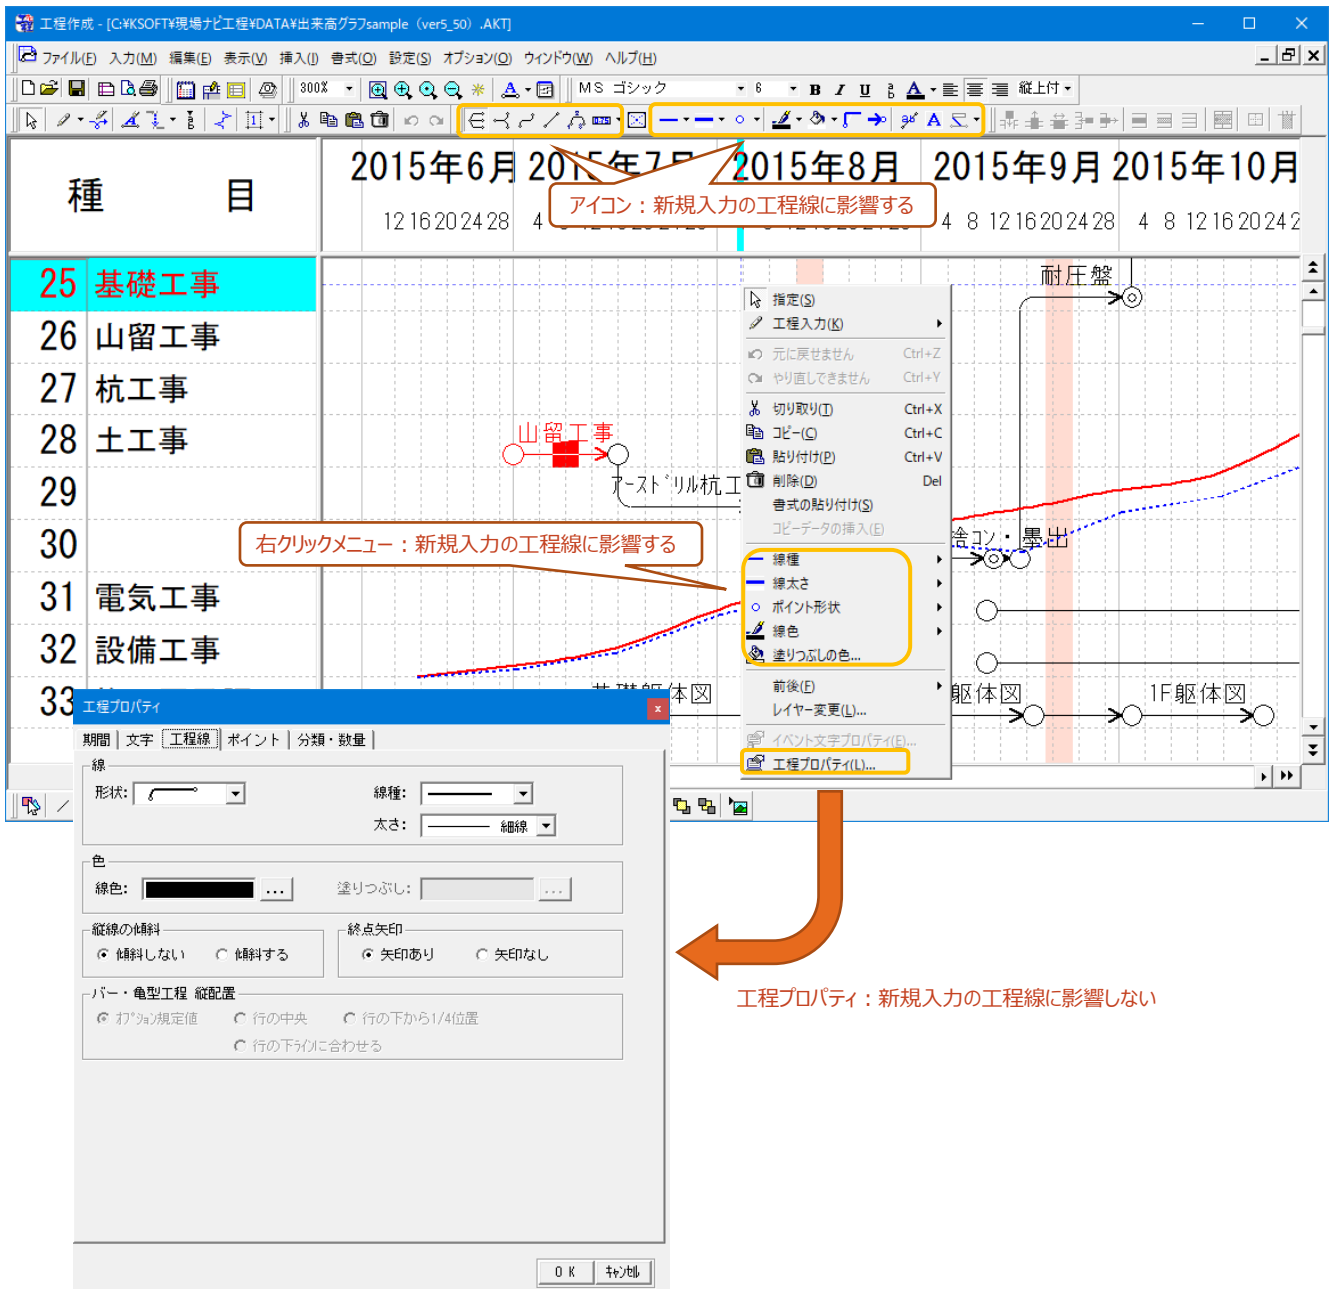 工程作成 - [C:¥KSOFT¥現場ナビ工程¥DATA¥出来高グラフsample（ver5_50）.AKT]
ファイル(F) 入力(M) 編集(E) 表示(V) 挿入(I) 書式(O) 設定(S) オプション(O) ウィンドウ(W) ヘルプ(H)
300% ＭＳ ゴシック 6 B I U A 縦上付
種 目
2015年6月 2015年7月 2015年8月 2015年9月 2015年10月
アイコン：新規入力の工程線に影響する
12 16 20 24 28 4 4 8 12 16 20 24 28 4 8 12 16 20 24 2
25 基礎工事
26 山留工事
27 杭工事
28 土工事
29
30
31 電気工事
32 設備工事
33
耐圧盤
山留工事
アースドリル杭工
捨コン・墨出
基礎躯体図
躯体図
1F躯体図
右クリックメニュー：新規入力の工程線に影響する
指定(S)
工程入力(K)
元に戻せません Ctrl+Z
やり直しできません Ctrl+Y
切り取り(T) Ctrl+X
コピー(C) Ctrl+C
貼り付け(P) Ctrl+V
削除(D) Del
書式の貼り付け(S)
コピーデータの挿入(E)
線種
線太さ
ポイント形状
線色
塗りつぶしの色...
前後(F)
レイヤー変更(L)...
イベント文字プロパティ(E)...
工程プロパティ(L)...
工程プロパティ
期間 文字 工程線 ポイント 分類・数量
線
形状:
線種:
太さ: 細線
色
線色: ...
塗りつぶし: ...
縦線の傾斜
傾斜しない 傾斜する
終点矢印
矢印あり 矢印なし
バー・亀型工程 縦配置
オプション規定値 行の中央 行の下から1/4位置
行の下ラインに合わせる
ＯＫ キャンセル
工程プロパティ：新規入力の工程線に影響しない